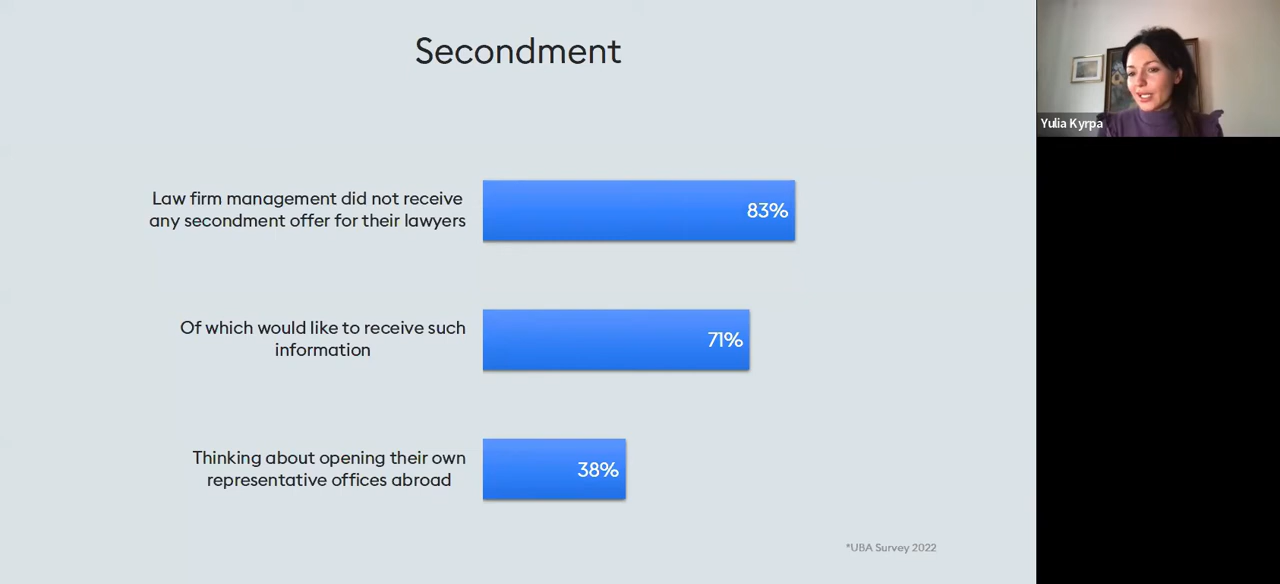 Secondment
Yulia Kyrpa
Law firm management did not receive
any secondment offer for their lawyers
83%
Of which would like to receive such
information
71%
Thinking about opening their own
representative offices abroad
38%
*UBA Survey 2022